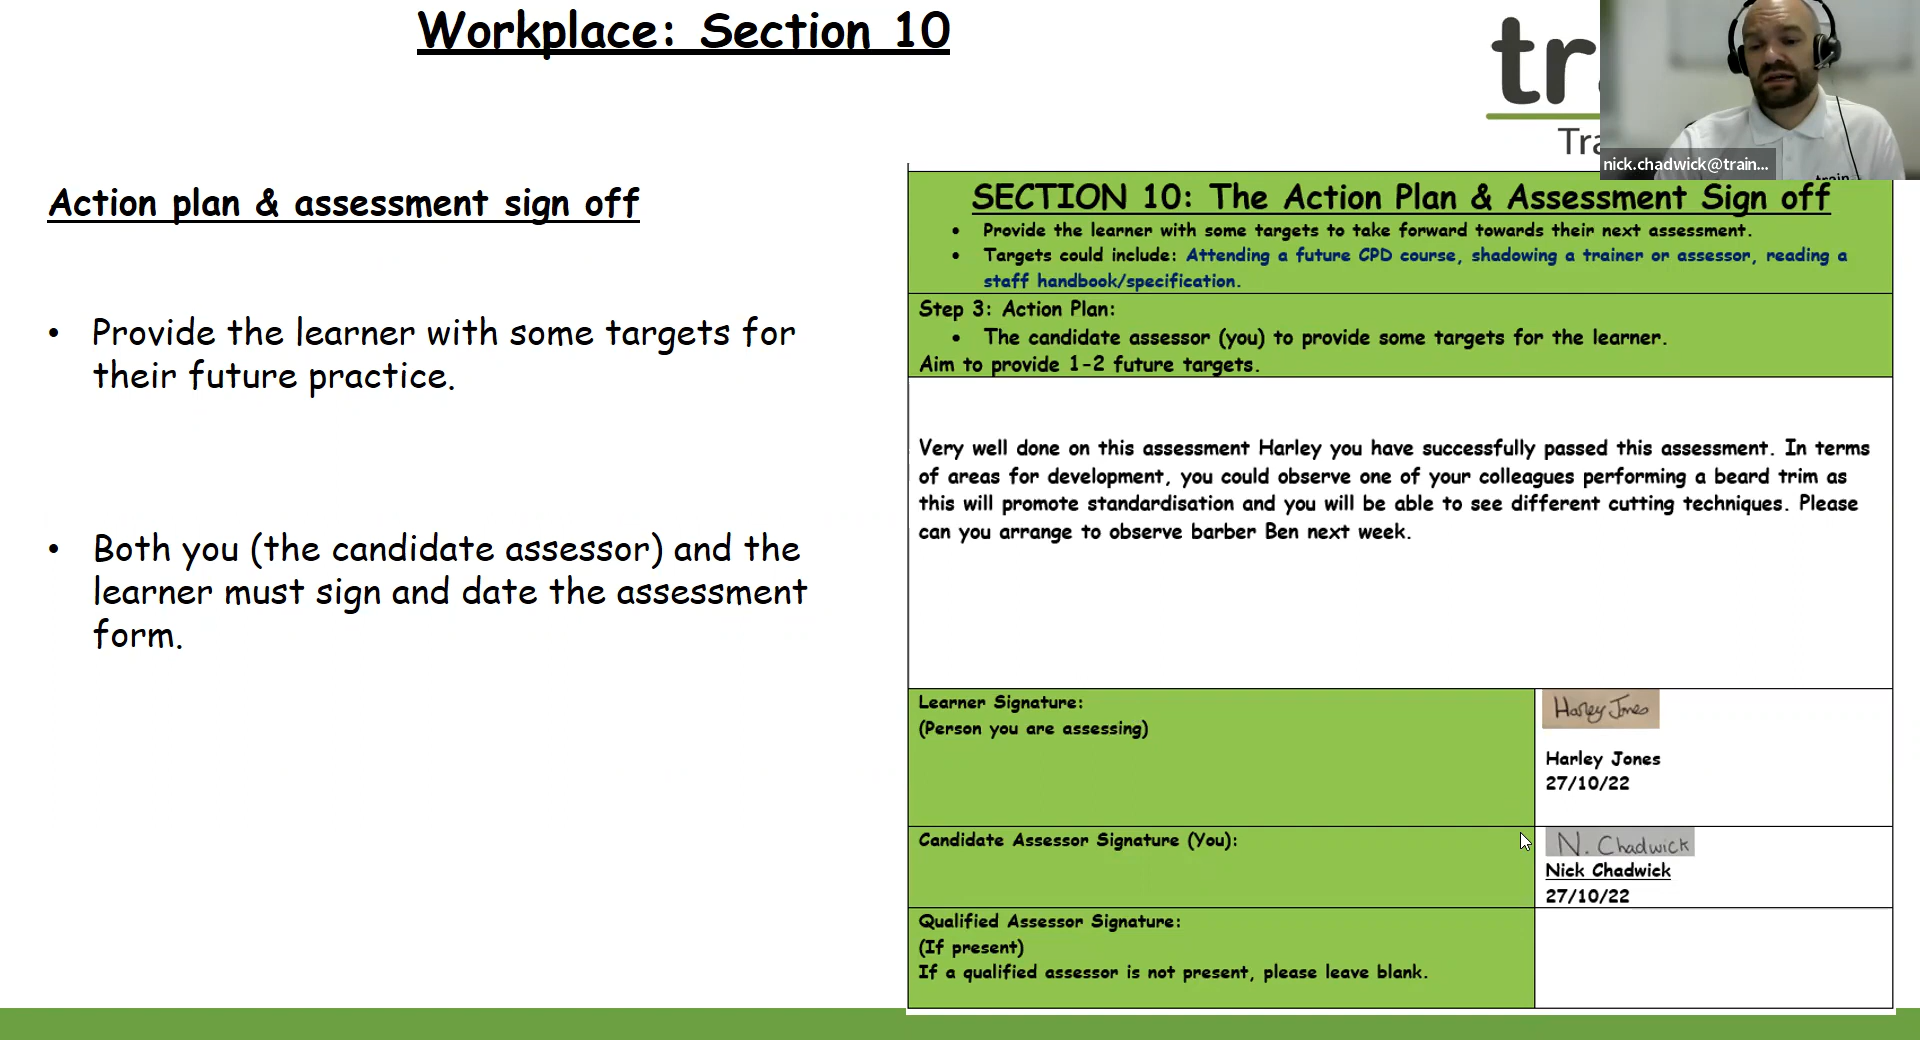 Workplace: Section 10
tr
Tra
nick.chadwick@train...
train
Action plan & assessment sign off
• Provide the learner with some targets for
their future practice.
• Both you (the candidate assessor) and the
learner must sign and date the assessment
form.
SECTION 10: The Action Plan & Assessment Sign off
• Provide the learner with some targets to take forward towards their next assessment.
• Targets could include: Attending a future CPD course, shadowing a trainer or assessor, reading a
staff handbook/specification.
Step 3: Action Plan:
• The candidate assessor (you) to provide some targets for the learner.
Aim to provide 1-2 future targets.
Very well done on this assessment Harley you have successfully passed this assessment. In terms
of areas for development, you could observe one of your colleagues performing a beard trim as
this will promote standardisation and you will be able to see different cutting techniques. Please
can you arrange to observe barber Ben next week.
Learner Signature:
(Person you are assessing)
Harley Jones
Harley Jones
27/10/22
Candidate Assessor Signature (You):
N. Chadwick
Nick Chadwick
27/10/22
Qualified Assessor Signature:
(If present)
If a qualified assessor is not present, please leave blank.